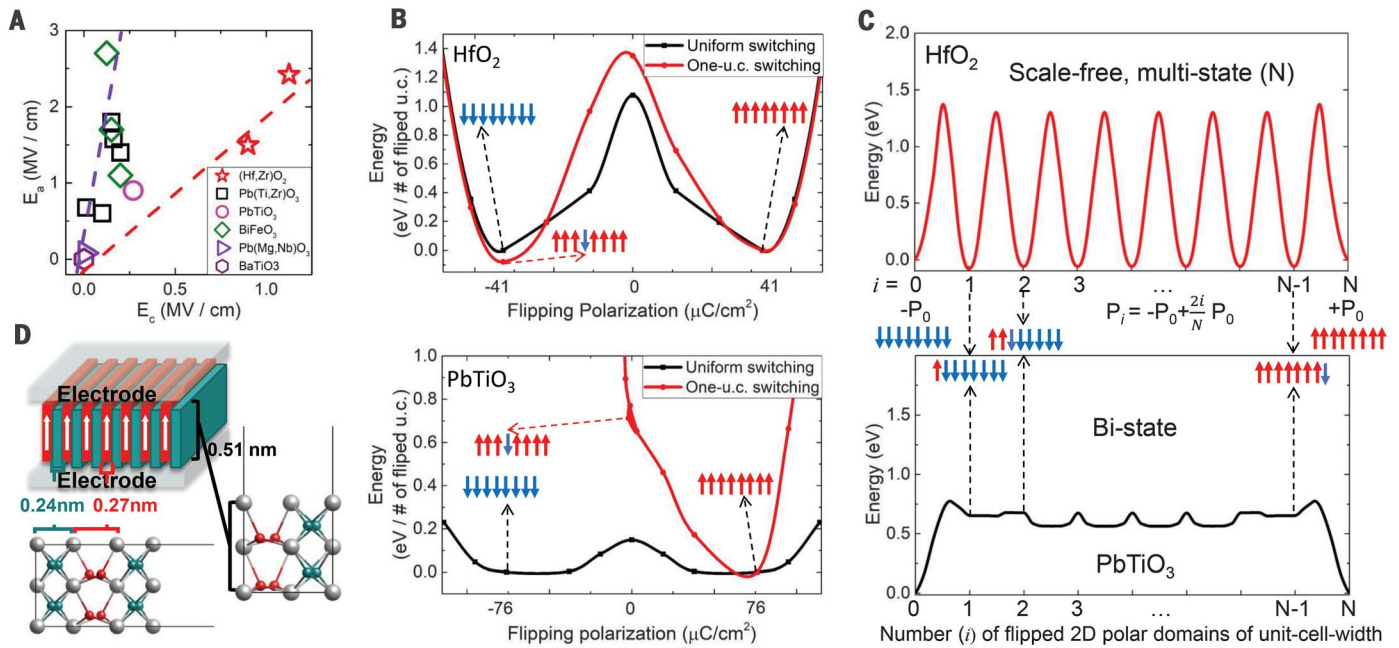 A
3
2
1
0
E_a (MV / cm)
0.0
0.5
1.0
E_c (MV / cm)
(Hf,Zr)O₂
Pb(Ti,Zr)O₃
PbTiO₃
BiFeO₃
Pb(Mg,Nb)O₃
BaTiO3
B
HfO₂
Uniform switching
One-u.c. switching
1.4
1.2
1.0
0.8
0.6
0.4
0.2
0.0
Energy
(eV / # of fliped u.c.)
-41
0
41
Flipping Polarization (μC/cm²)
PbTiO₃
Uniform switching
One-u.c. switching
1.0
0.8
0.6
0.4
0.2
0.0
Energy
(eV / # of fliped u.c.)
-76
0
76
Flipping polarization (μC/cm²)
C
HfO₂
Scale-free, multi-state (N)
2.0
1.5
1.0
0.5
0.0
Energy (eV)
i = 0 1 2 3 ... N-1 N
-P₀
P_i = -P₀+2i/N P₀
+P₀
Bi-state
PbTiO₃
1.5
1.0
0.5
0.0
Energy (eV)
0 1 2 3 ... N-1 N
Number (i) of flipped 2D polar domains of unit-cell-width
D
Electrode
Electrode
0.51 nm
0.24nm
0.27nm